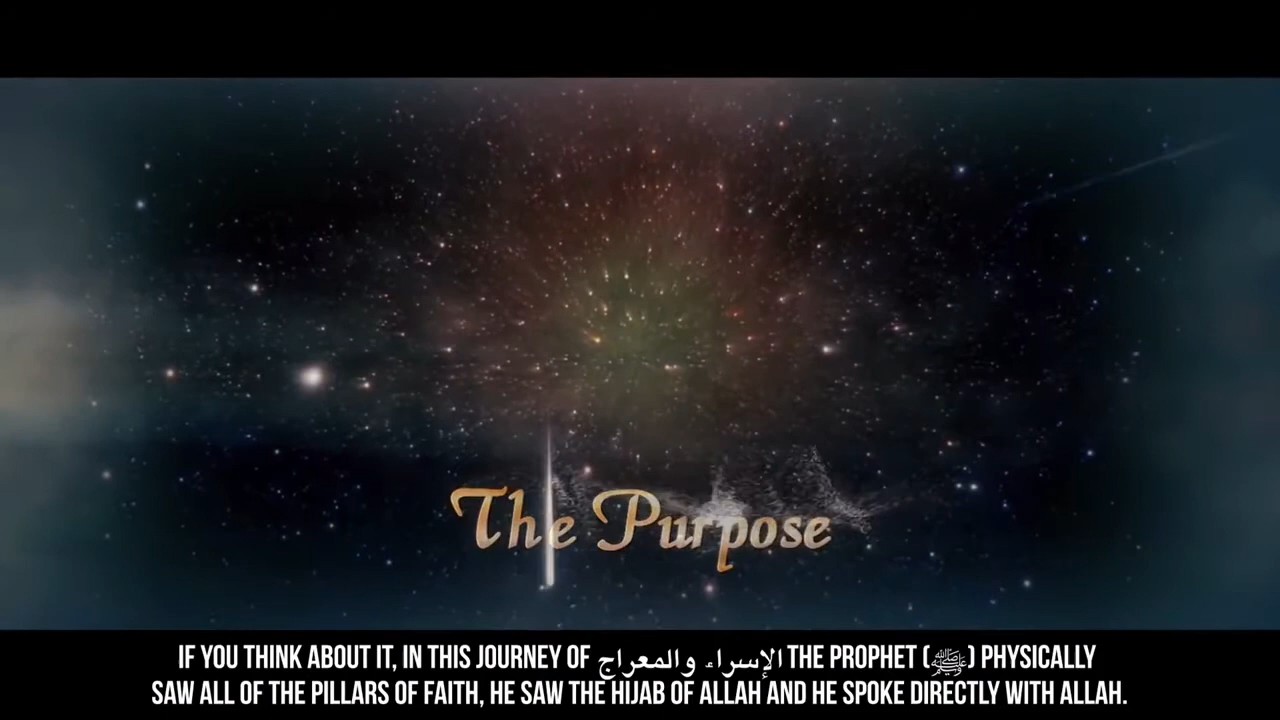 The Purpose
IF YOU THINK ABOUT IT, IN THIS JOURNEY OF الإسراء والمعراج THE PROPHET (ﷺ) PHYSICALLY
SAW ALL OF THE PILLARS OF FAITH, HE SAW THE HIJAB OF ALLAH AND HE SPOKE DIRECTLY WITH ALLAH.